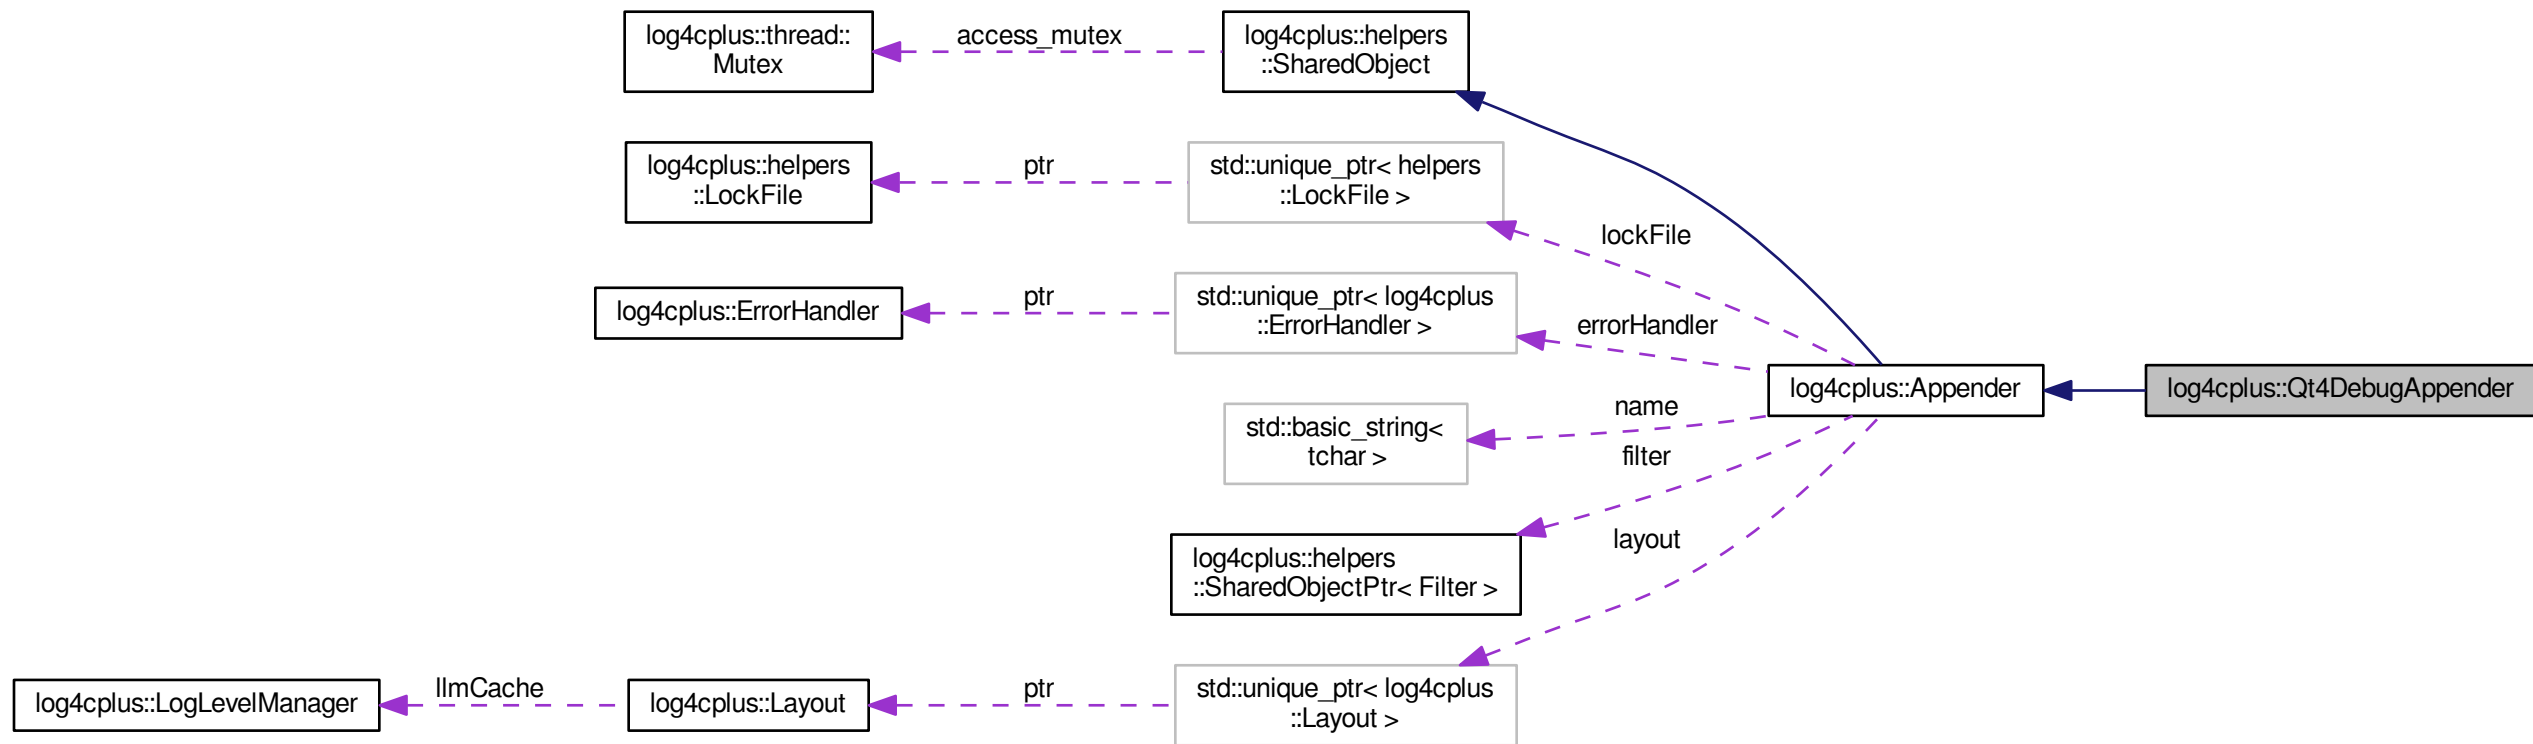 log4cplus::thread::
Mutex
access_mutex
log4cplus::helpers
::SharedObject
log4cplus::helpers
::LockFile
ptr
std::unique_ptr< helpers
::LockFile >
lockFile
log4cplus::ErrorHandler
ptr
std::unique_ptr< log4cplus
::ErrorHandler >
errorHandler
log4cplus::Appender
log4cplus::Qt4DebugAppender
std::basic_string<
tchar >
name
filter
log4cplus::helpers
::SharedObjectPtr< Filter >
layout
log4cplus::LogLevelManager
llmCache
log4cplus::Layout
ptr
std::unique_ptr< log4cplus
::Layout >